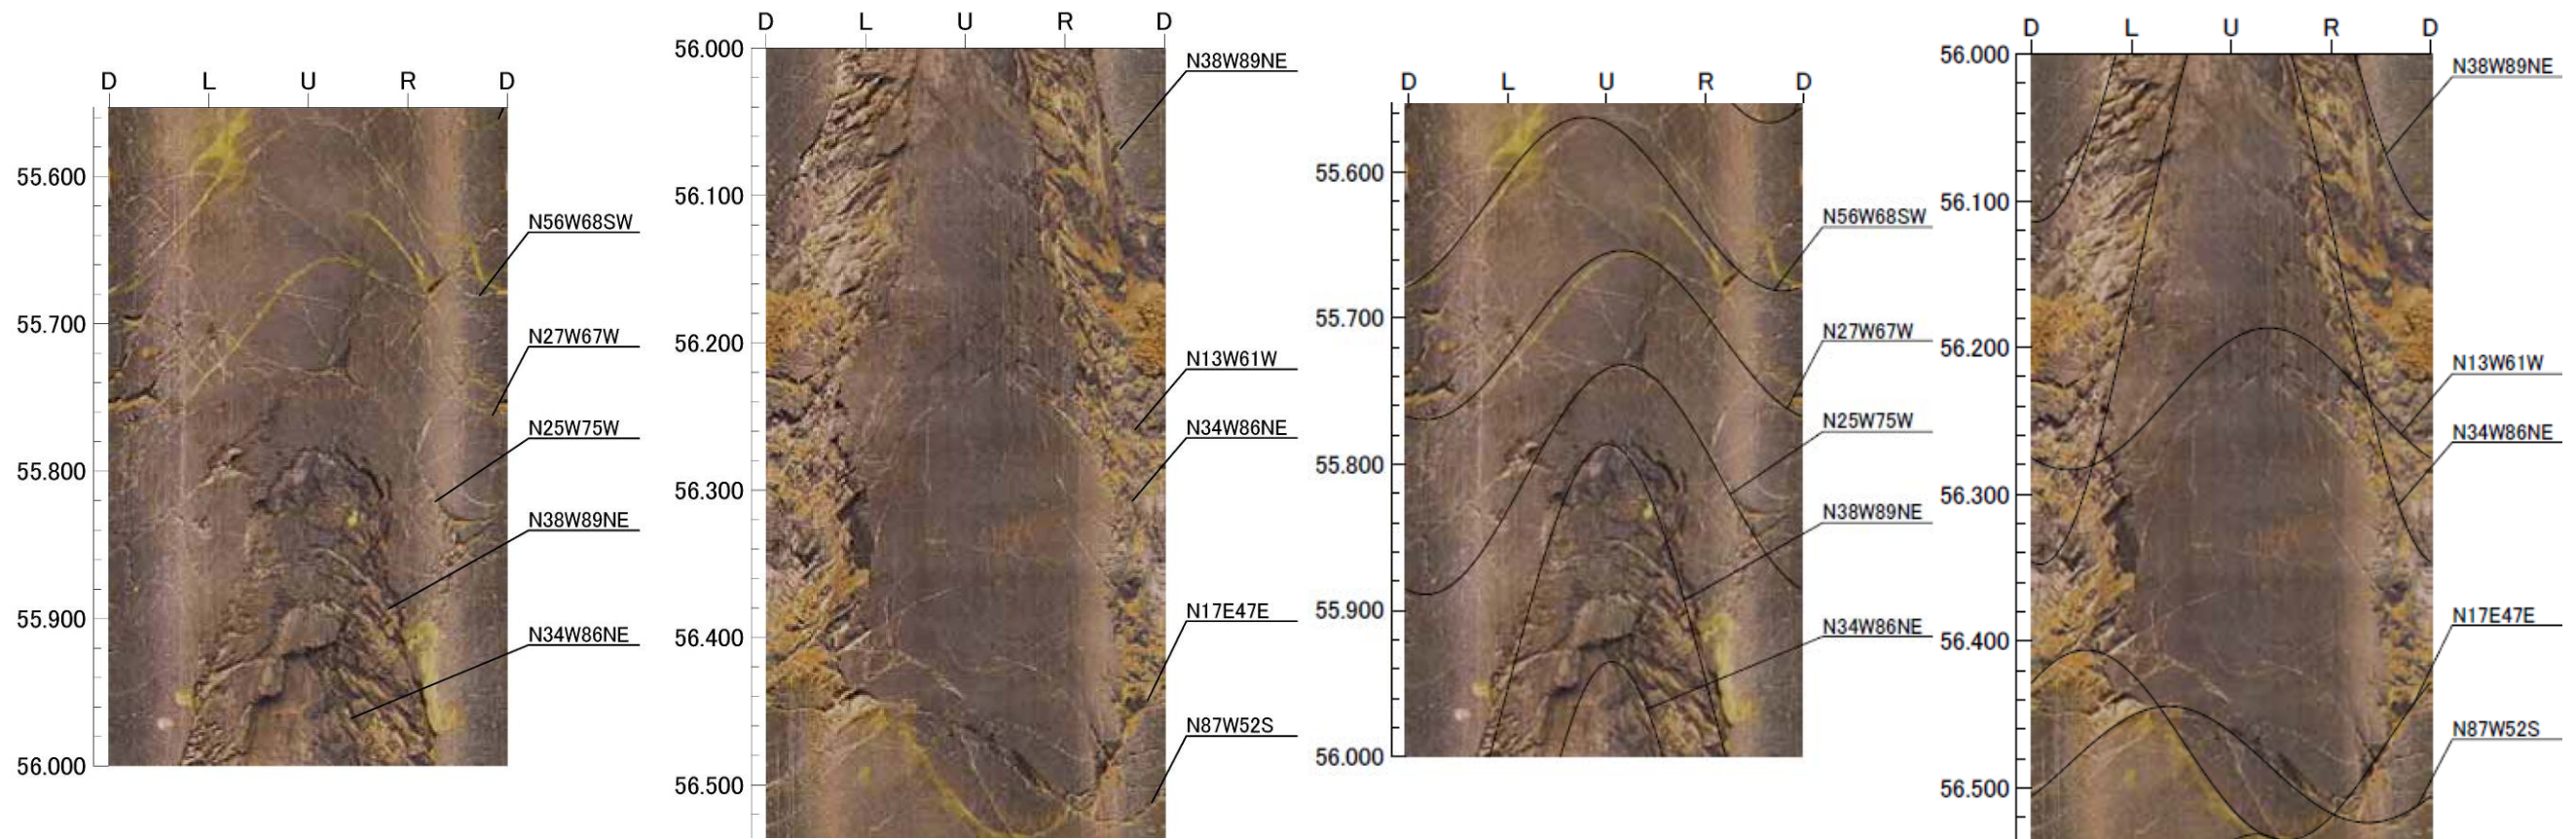 D L U R D
55.600
55.700
55.800
55.900
56.000
N56W68SW
N27W67W
N25W75W
N38W89NE
N34W86NE
D L U R D
56.000
56.100
56.200
56.300
56.400
56.500
N38W89NE
N13W61W
N34W86NE
N17E47E
N87W52S
D L U R D
55.600
55.700
55.800
55.900
56.000
N56W68SW
N27W67W
N25W75W
N38W89NE
N34W86NE
D L U R D
56.000
56.100
56.200
56.300
56.400
56.500
N38W89NE
N13W61W
N34W86NE
N17E47E
N87W52S